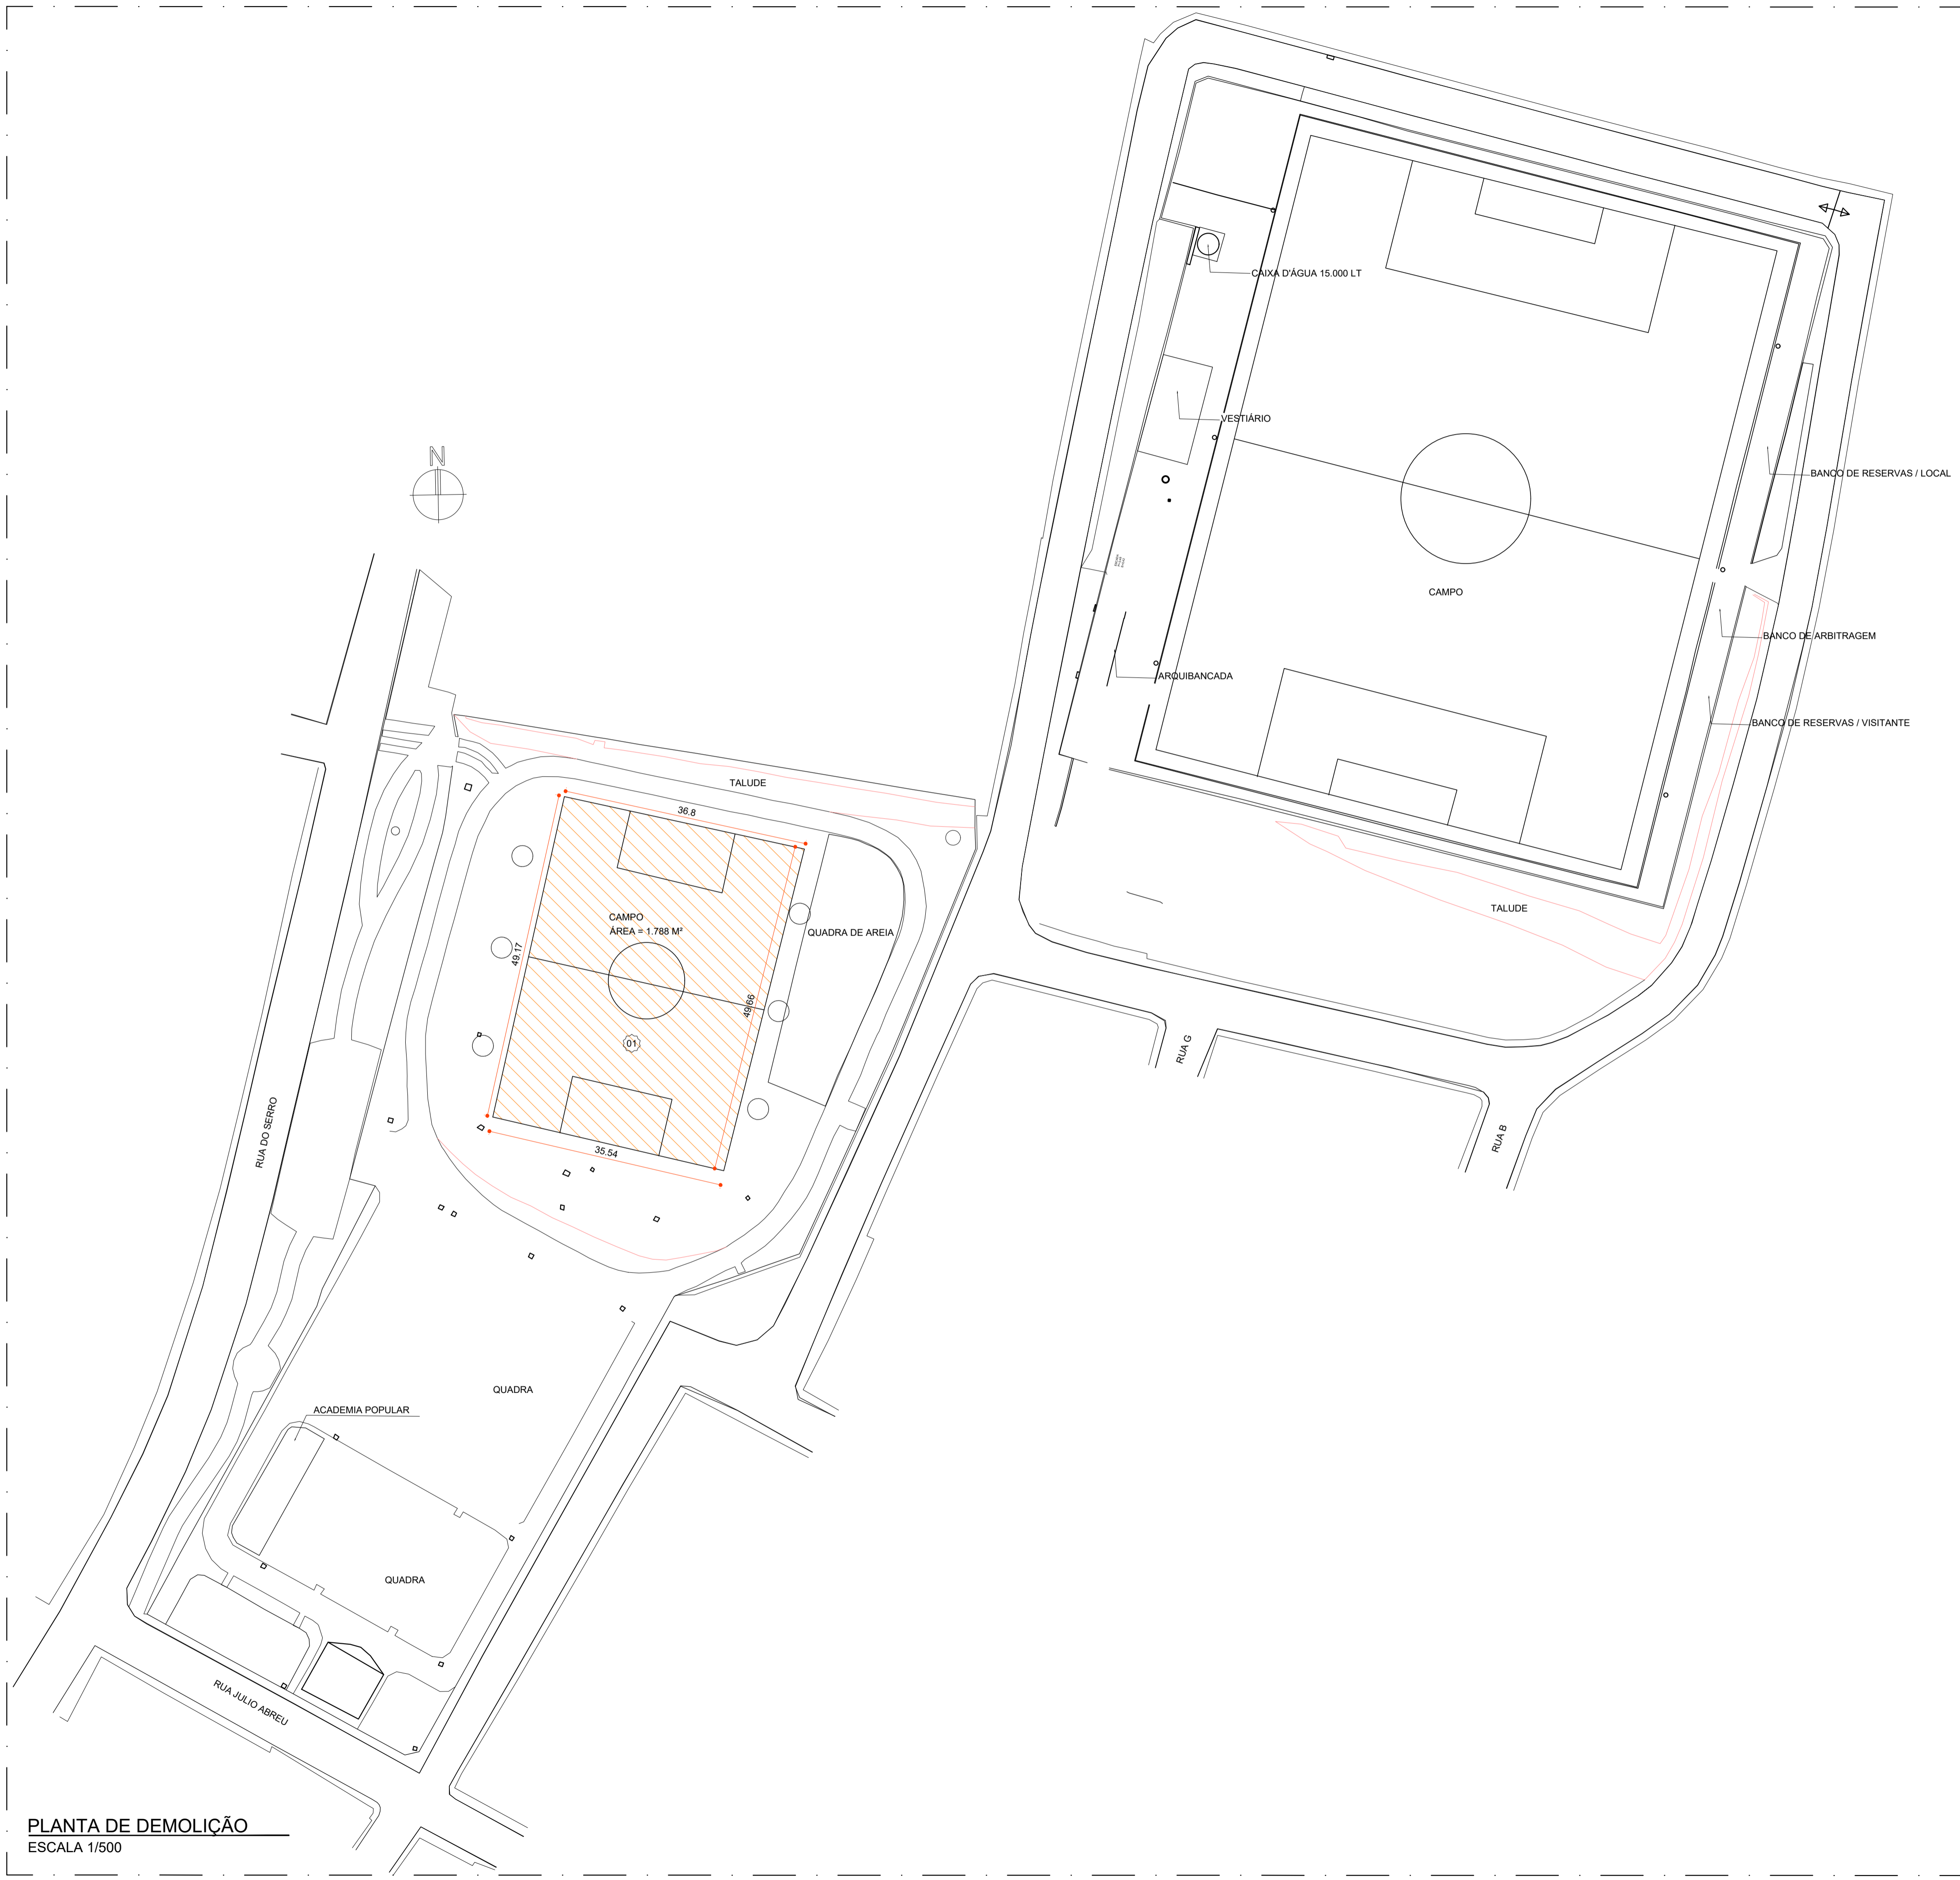 CAIXA D'ÁGUA 15.000 LT
VESTIÁRIO
N
BANCO DE RESERVAS / LOCAL
CAMPO
BANCO DE ARBITRAGEM
ARQUIBANCADA
BANCO DE RESERVAS / VISITANTE
TALUDE
36.8
TALUDE
CAMPO
ÁREA = 1.788 M²
QUADRA DE AREIA
49.17
49.66
01
RUA G
RUA DO SERRO
RUA B
35.54
QUADRA
ACADEMIA POPULAR
QUADRA
RUA JULIO ABREU
PLANTA DE DEMOLIÇÃO
ESCALA 1/500